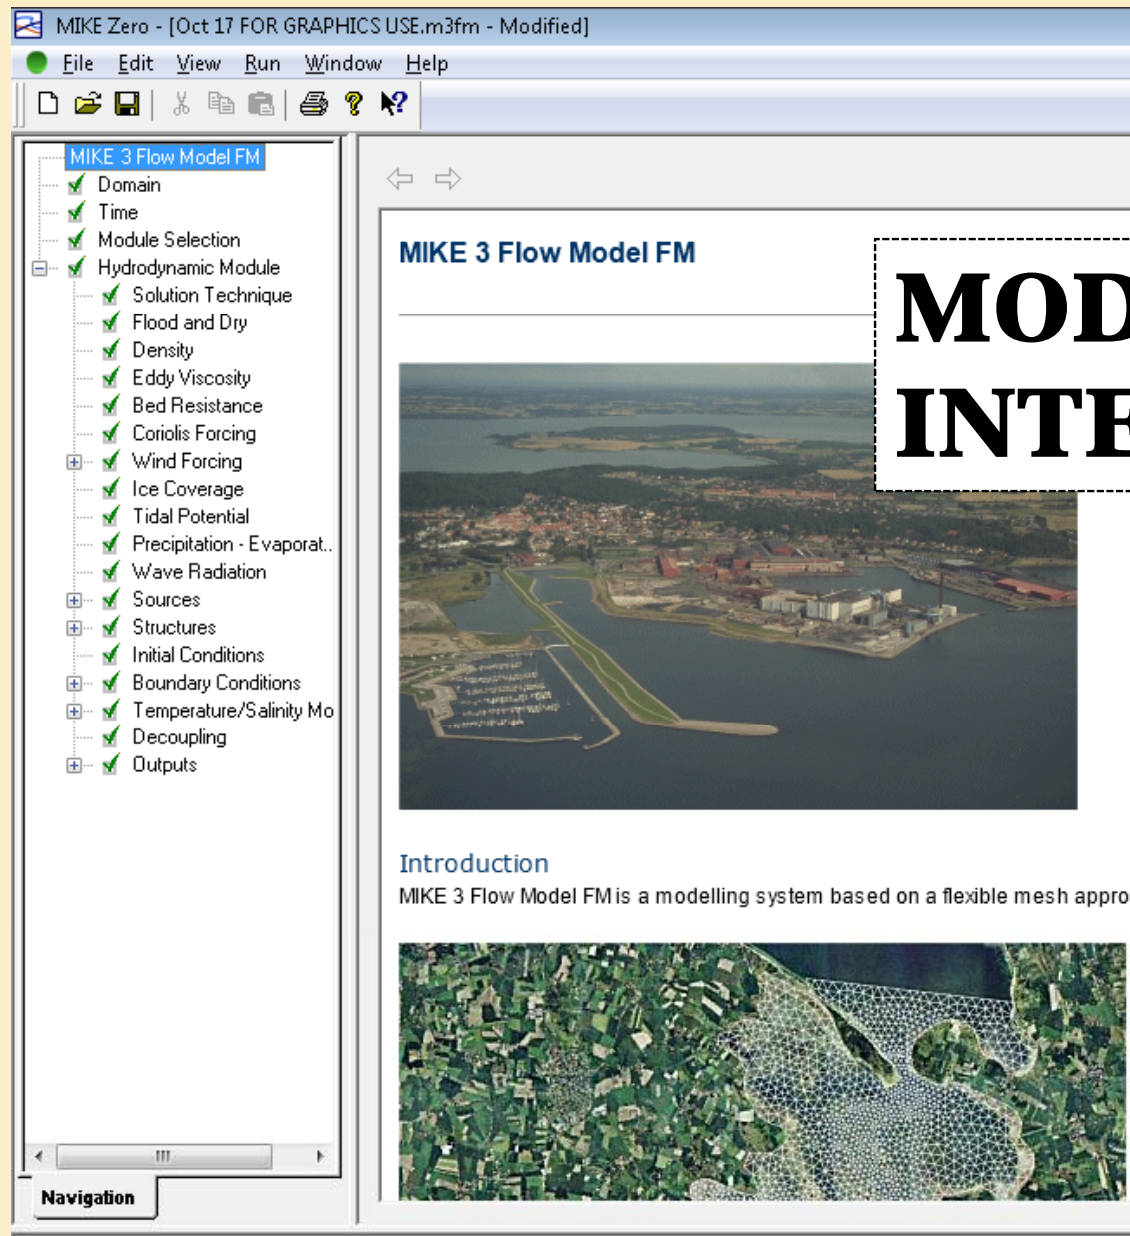 MIKE Zero - [Oct 17 FOR GRAPHICS USE.m3fm - Modified]
File Edit View Run Window Help
MIKE 3 Flow Model FM
Domain
Time
Module Selection
Hydrodynamic Module
Solution Technique
Flood and Dry
Density
Eddy Viscosity
Bed Resistance
Coriolis Forcing
Wind Forcing
Ice Coverage
Tidal Potential
Precipitation - Evaporat..
Wave Radiation
Sources
Structures
Initial Conditions
Boundary Conditions
Temperature/Salinity Mo
Decoupling
Outputs
Navigation
MIKE 3 Flow Model FM
MOD
INTE
Introduction
MIKE 3 Flow Model FM is a modelling system based on a flexible mesh appro